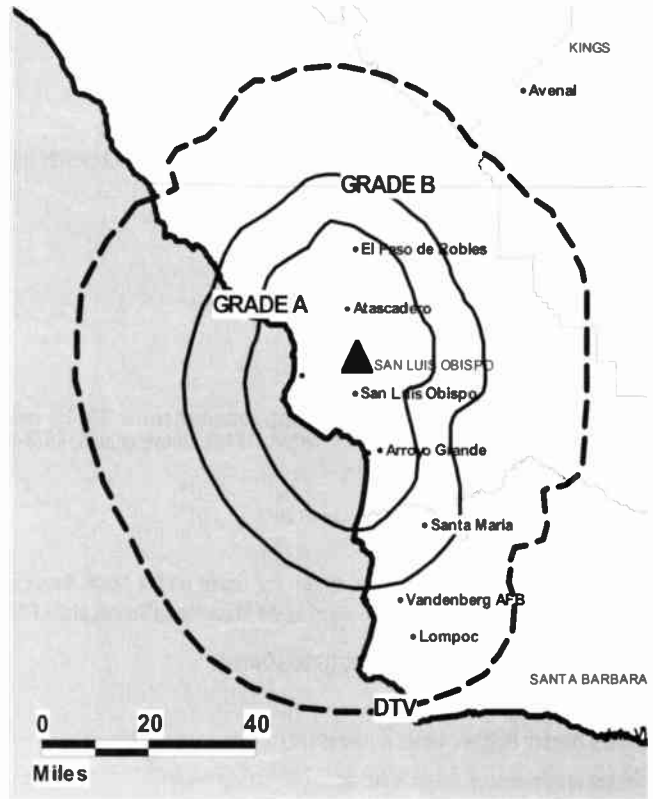 KINGS
Avenal
GRADE B
El Paso de Robles
GRADE A
Atascadero
SAN LUIS OBISPO
San Luis Obispo
Arroyo Grande
Santa Maria
Vandenberg AFB
Lompoc
SANTA BARBARA
DTV
0 20 40
Miles